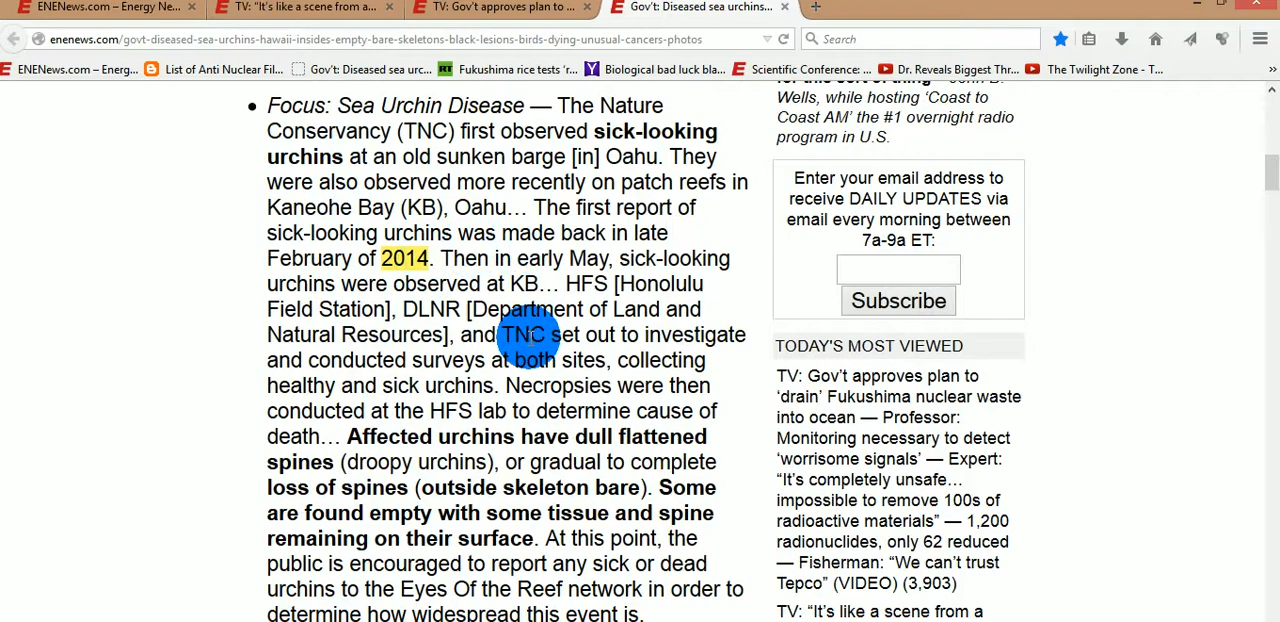 ENENews.com – Energy Ne...
TV: "It's like a scene from a...
TV: Gov't approves plan to ...
Gov't: Diseased sea urchins...
enenews.com/govt-diseased-sea-urchins-hawaii-insides-empty-bare-skeletons-black-lesions-birds-dying-unusual-cancers-photos
Search
ENENews.com – Energ...
List of Anti Nuclear Fil...
Gov't: Diseased sea urc...
RT Fukushima rice tests 'r...
Biological bad luck bla...
Scientific Conference: ...
Dr. Reveals Biggest Thr...
The Twilight Zone - T...
• Focus: Sea Urchin Disease — The Nature
Conservancy (TNC) first observed sick-looking
urchins at an old sunken barge [in] Oahu. They
were also observed more recently on patch reefs in
Kaneohe Bay (KB), Oahu… The first report of
sick-looking urchins was made back in late
February of 2014. Then in early May, sick-looking
urchins were observed at KB… HFS [Honolulu
Field Station], DLNR [Department of Land and
Natural Resources], and TNC set out to investigate
and conducted surveys at both sites, collecting
healthy and sick urchins. Necropsies were then
conducted at the HFS lab to determine cause of
death… Affected urchins have dull flattened
spines (droopy urchins), or gradual to complete
loss of spines (outside skeleton bare). Some
are found empty with some tissue and spine
remaining on their surface. At this point, the
public is encouraged to report any sick or dead
urchins to the Eyes Of the Reef network in order to
determine how widespread this event is.
for this sort of thing" - John B.
Wells, while hosting 'Coast to
Coast AM' the #1 overnight radio
program in U.S.
Enter your email address to
receive DAILY UPDATES via
email every morning between
7a-9a ET:
Subscribe
TODAY'S MOST VIEWED
TV: Gov't approves plan to
'drain' Fukushima nuclear waste
into ocean — Professor:
Monitoring necessary to detect
'worrisome signals' — Expert:
"It's completely unsafe…
impossible to remove 100s of
radioactive materials" — 1,200
radionuclides, only 62 reduced
— Fisherman: "We can't trust
Tepco" (VIDEO) (3,903)
TV: "It's like a scene from a